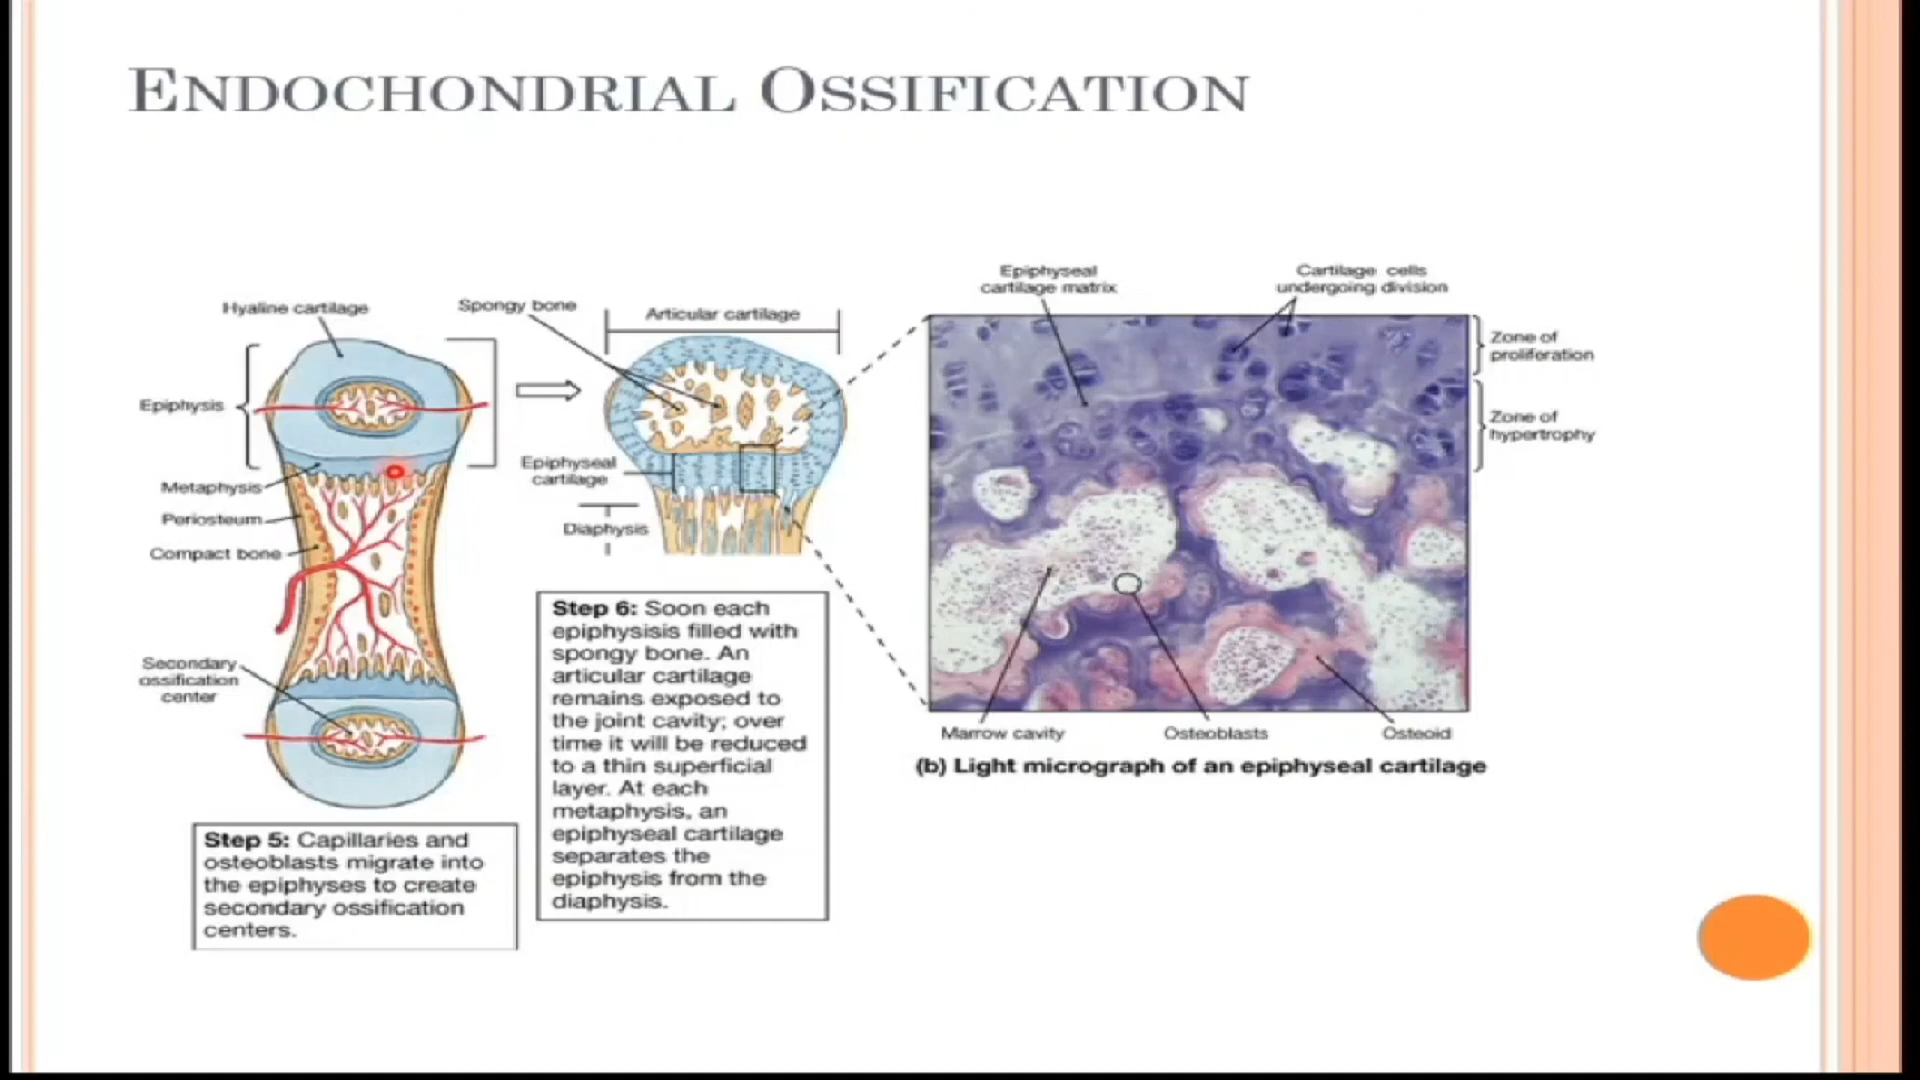 ENDOCHONDRIAL OSSIFICATION
Hyaline cartilage
Spongy bone
Articular cartilage
Epiphysis
Metaphysis
Periosteum
Compact bone
Secondary
ossification
center
Epiphyseal
cartilage
Diaphysis
Step 5: Capillaries and
osteoblasts migrate into
the epiphyses to create
secondary ossification
centers.
Step 6: Soon each
epiphysisis filled with
spongy bone. An
articular cartilage
remains exposed to
the joint cavity; over
time it will be reduced
to a thin superficial
layer. At each
metaphysis, an
epiphyseal cartilage
separates the
epiphysis from the
diaphysis.
Epiphyseal
cartilage matrix
Cartilage cells
undergoing division
Zone of
proliferation
Zone of
hypertrophy
Marrow cavity
Osteoblasts
Osteoid
(b) Light micrograph of an epiphyseal cartilage